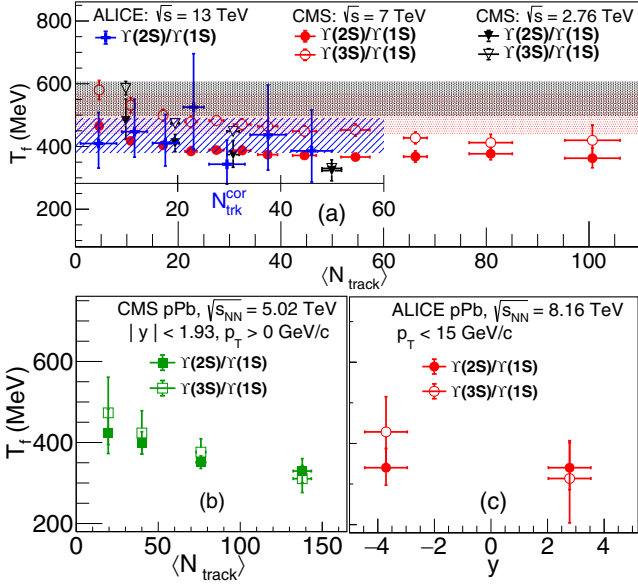 ALICE: √s = 13 TeV CMS: √s = 7 TeV CMS: √s = 2.76 TeV
ϒ(2S)/ϒ(1S) ϒ(2S)/ϒ(1S) ϒ(2S)/ϒ(1S)
ϒ(3S)/ϒ(1S) ϒ(3S)/ϒ(1S)
T_f (MeV)
800
600
400
200
20 40 60
N_trk^cor
(a)
0 20 40 60 80 100
⟨N_track⟩
CMS pPb, √s_NN = 5.02 TeV
| y | < 1.93, p_T > 0 GeV/c
ϒ(2S)/ϒ(1S)
ϒ(3S)/ϒ(1S)
T_f (MeV)
600
400
200
(b)
0 50 100 150
⟨N_track⟩
ALICE pPb, √s_NN = 8.16 TeV
p_T < 15 GeV/c
ϒ(2S)/ϒ(1S)
ϒ(3S)/ϒ(1S)
(c)
−4 −2 0 2 4
y